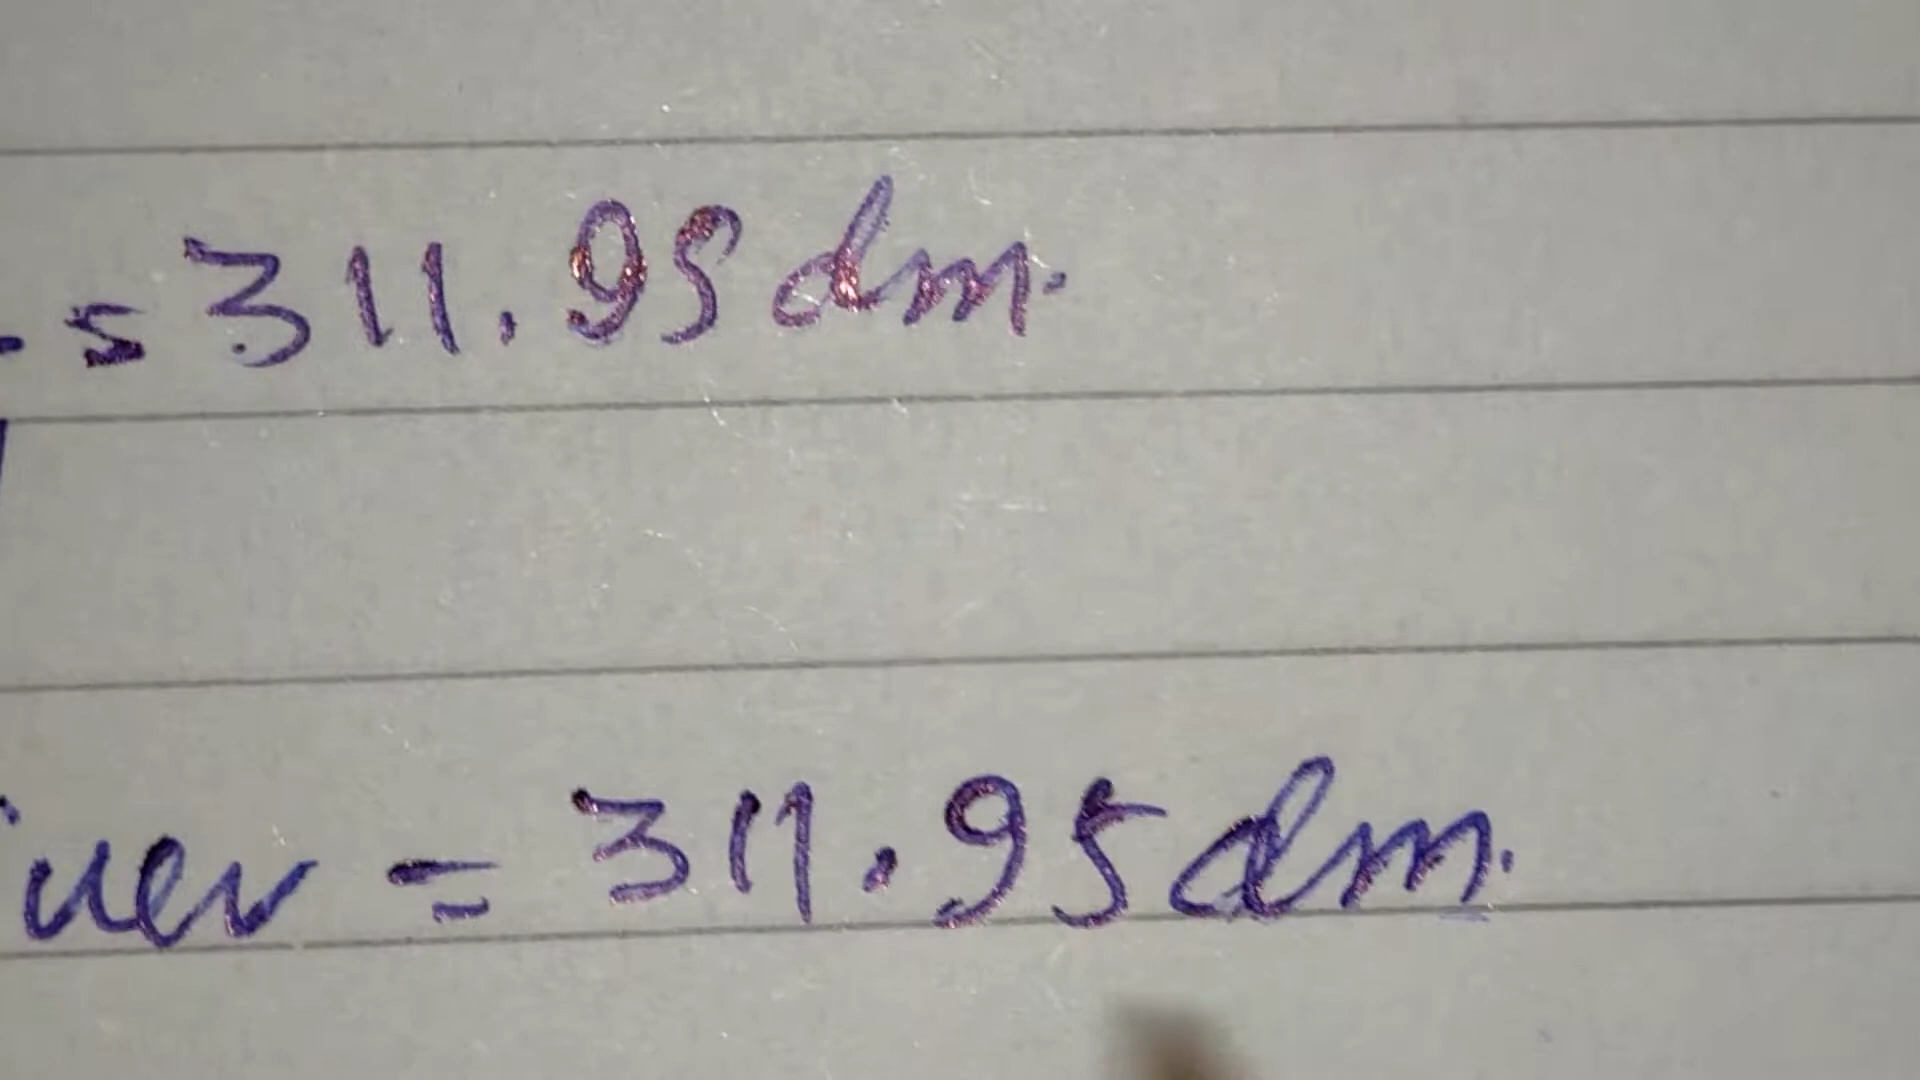 = 311.95 dm.
= 311.95 dm.